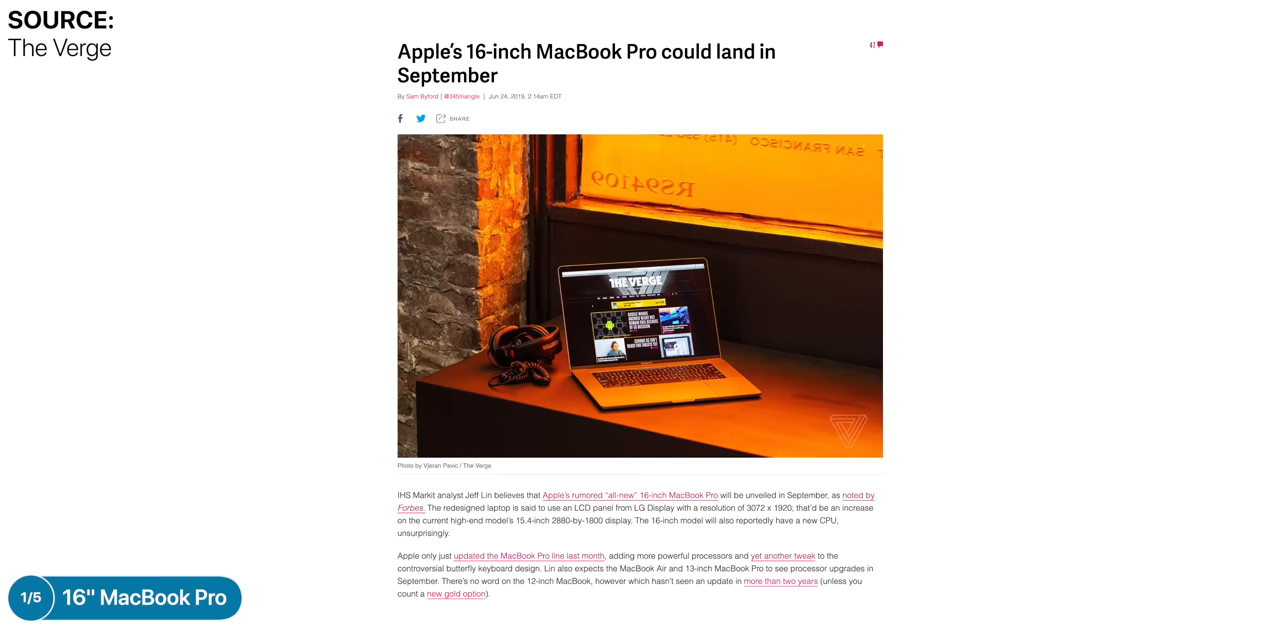 SOURCE:
The Verge
Apple's 16-inch MacBook Pro could land in
September
By Sam Byford | @345triangle | Jun 24, 2019, 2:14am EDT
SHARE
SAN FRANCISCO (415)
RS94109
THE VERGE
Photo by Vjeran Pavic / The Verge
IHS Markit analyst Jeff Lin believes that Apple's rumored "all-new" 16-inch MacBook Pro will be unveiled in September, as noted by
Forbes. The redesigned laptop is said to use an LCD panel from LG Display with a resolution of 3072 x 1920; that'd be an increase
on the current high-end model's 15.4-inch 2880-by-1800 display. The 16-inch model will also reportedly have a new CPU,
unsurprisingly.
Apple only just updated the MacBook Pro line last month, adding more powerful processors and yet another tweak to the
controversial butterfly keyboard design. Lin also expects the MacBook Air and 13-inch MacBook Pro to see processor upgrades in
September. There's no word on the 12-inch MacBook, however which hasn't seen an update in more than two years (unless you
count a new gold option).
1/5
16" MacBook Pro